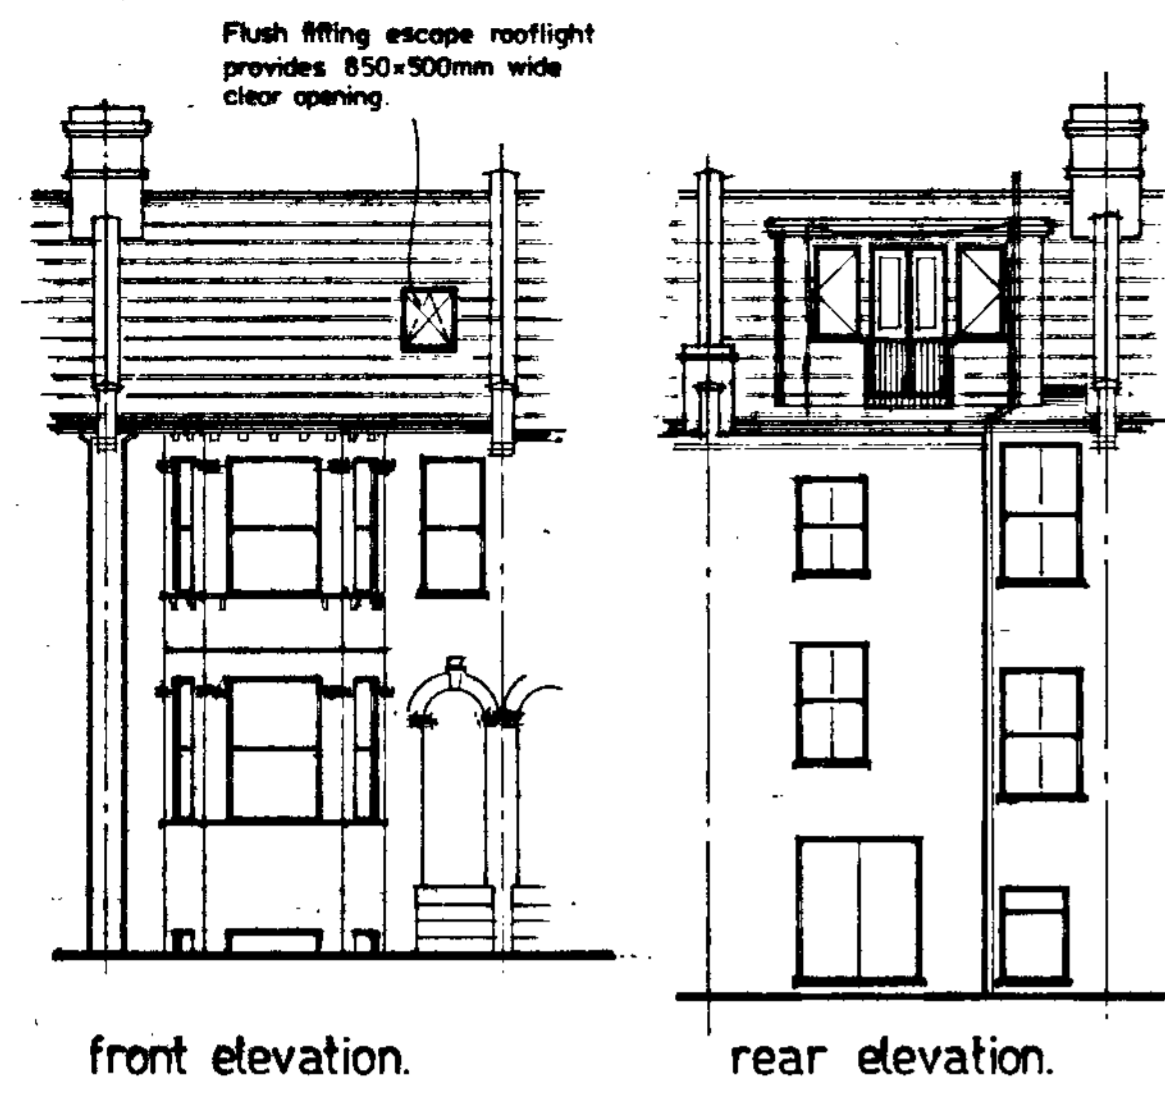 Flush fitting escape rooflight
provides 850×500mm wide
clear opening.
front elevation.
rear elevation.